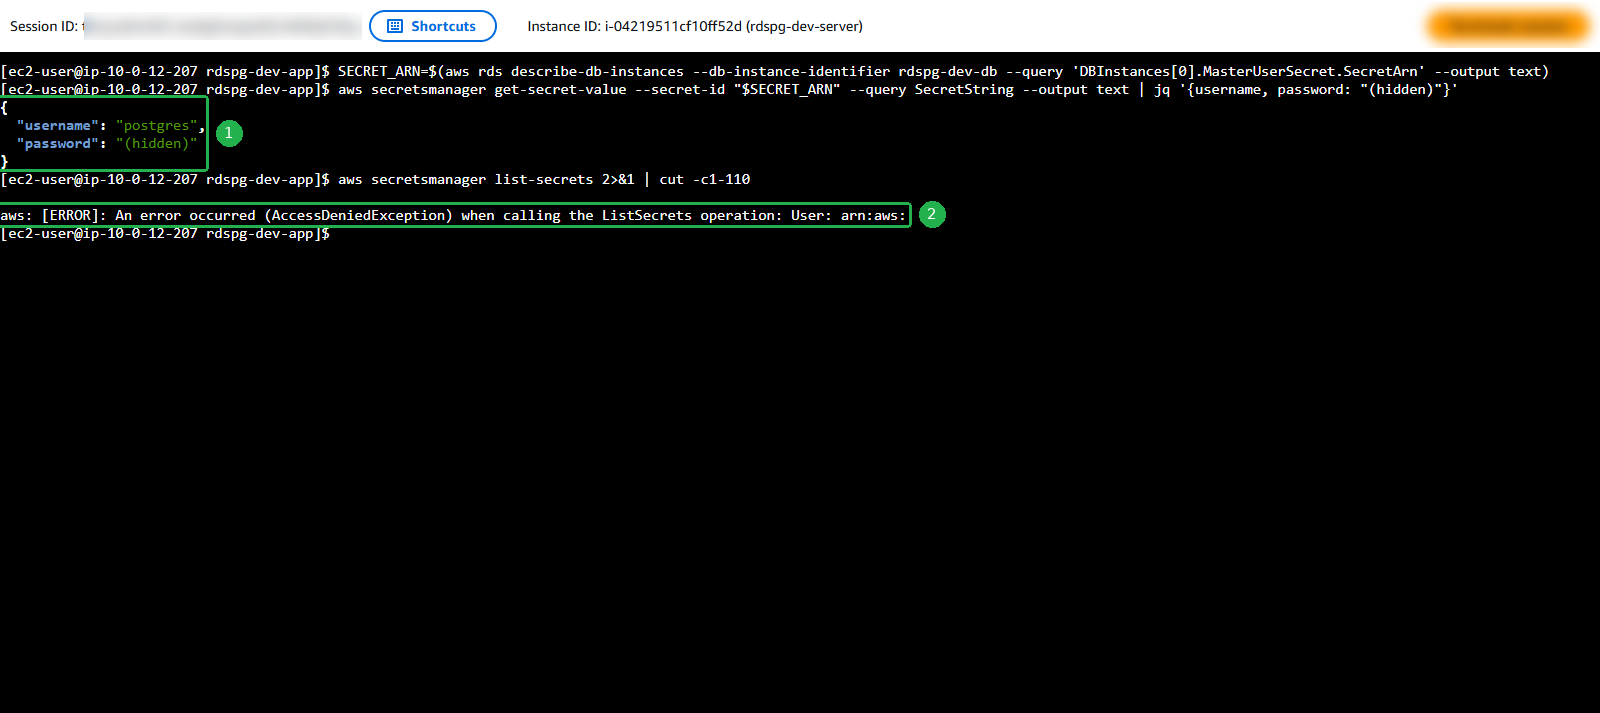 Session ID:
Shortcuts
Instance ID: i-04219511cf10ff52d (rdspg-dev-server)
[ec2-user@ip-10-0-12-207 rdspg-dev-app]$ SECRET_ARN=$(aws rds describe-db-instances --db-instance-identifier rdspg-dev-db --query 'DBInstances[0].MasterUserSecret.SecretArn' --output text)
[ec2-user@ip-10-0-12-207 rdspg-dev-app]$ aws secretsmanager get-secret-value --secret-id "$SECRET_ARN" --query SecretString --output text | jq '{username, password: "(hidden)"}'
{
  "username": "postgres",
  "password": "(hidden)"
}
1
[ec2-user@ip-10-0-12-207 rdspg-dev-app]$ aws secretsmanager list-secrets 2>&1 | cut -c1-110
aws: [ERROR]: An error occurred (AccessDeniedException) when calling the ListSecrets operation: User: arn:aws:
2
[ec2-user@ip-10-0-12-207 rdspg-dev-app]$